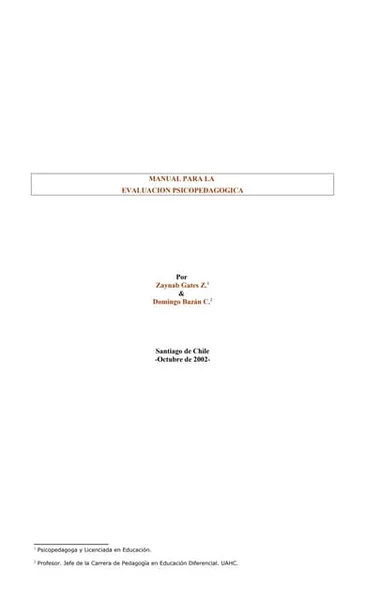 MANUAL PARA LA
EVALUACION PSICOPEDAGOGICA
Por
Zaynab Gates Z.1
&
Domingo Bazán C.2
Santiago de Chile
-Octubre de 2002-
1 Psicopedagoga y Licenciada en Educación.
2 Profesor. Jefe de la Carrera de Pedagogía en Educación Diferencial. UAHC.